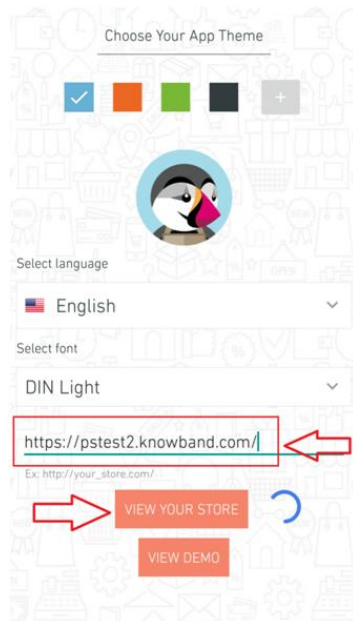 Choose Your App Theme
+
Select language
English
Select font
DIN Light
https://pstest2.knowband.com/
Ex: http://your_store.com/
VIEW YOUR STORE
VIEW DEMO